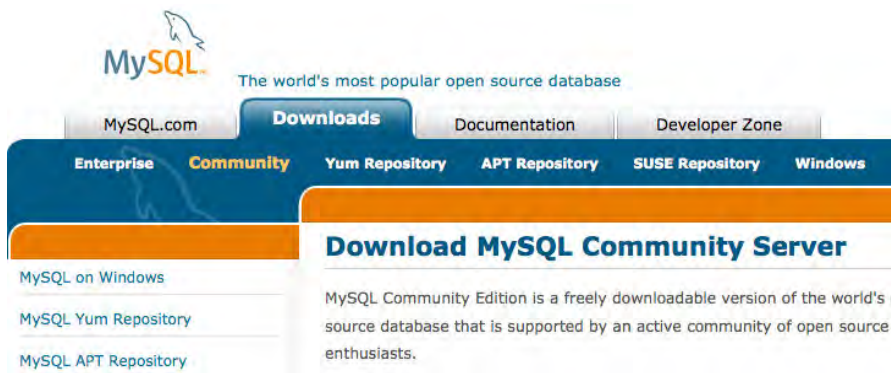 MySQL
The world's most popular open source database
MySQL.com Downloads Documentation Developer Zone
Enterprise Community Yum Repository APT Repository SUSE Repository Windows
Download MySQL Community Server
MySQL on Windows
MySQL Yum Repository
MySQL APT Repository
MySQL Community Edition is a freely downloadable version of the world's
source database that is supported by an active community of open source
enthusiasts.